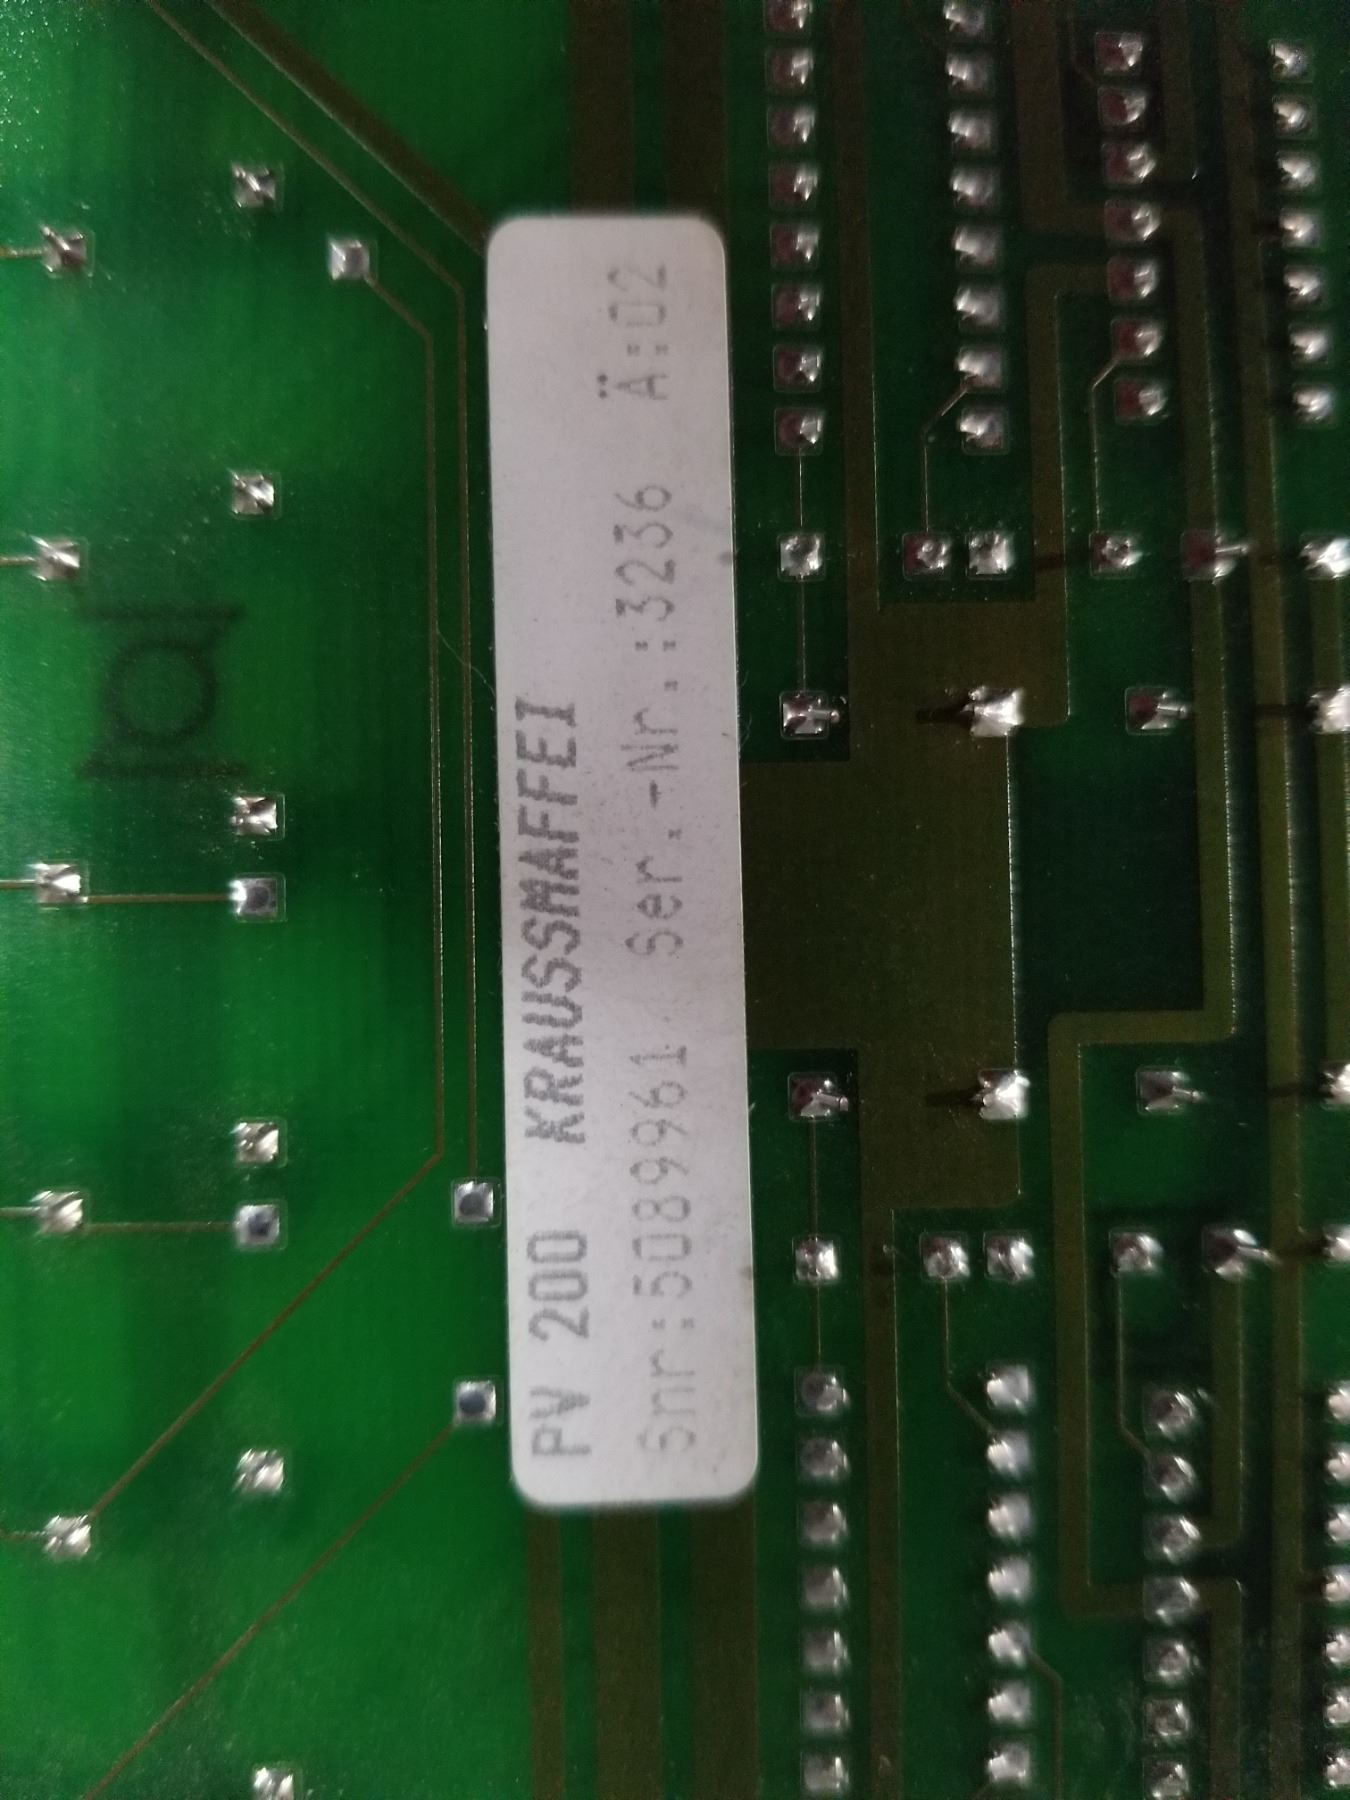 PV 200 KRAUSSMAFFEI
Snr:5089961 Ser.-Nr.:3236 Ä:02